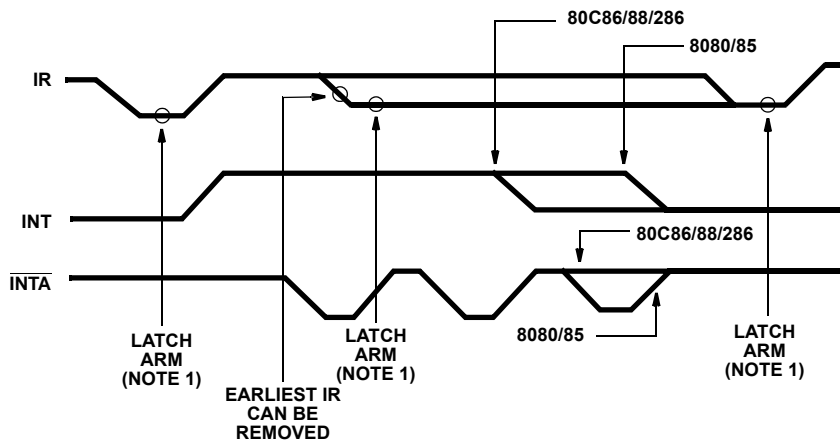 80C86/88/286
8080/85
IR
INT
80C86/88/286
INTA
8080/85
LATCH
ARM
(NOTE 1)
EARLIEST IR
CAN BE
REMOVED
LATCH
ARM
(NOTE 1)
LATCH
ARM
(NOTE 1)